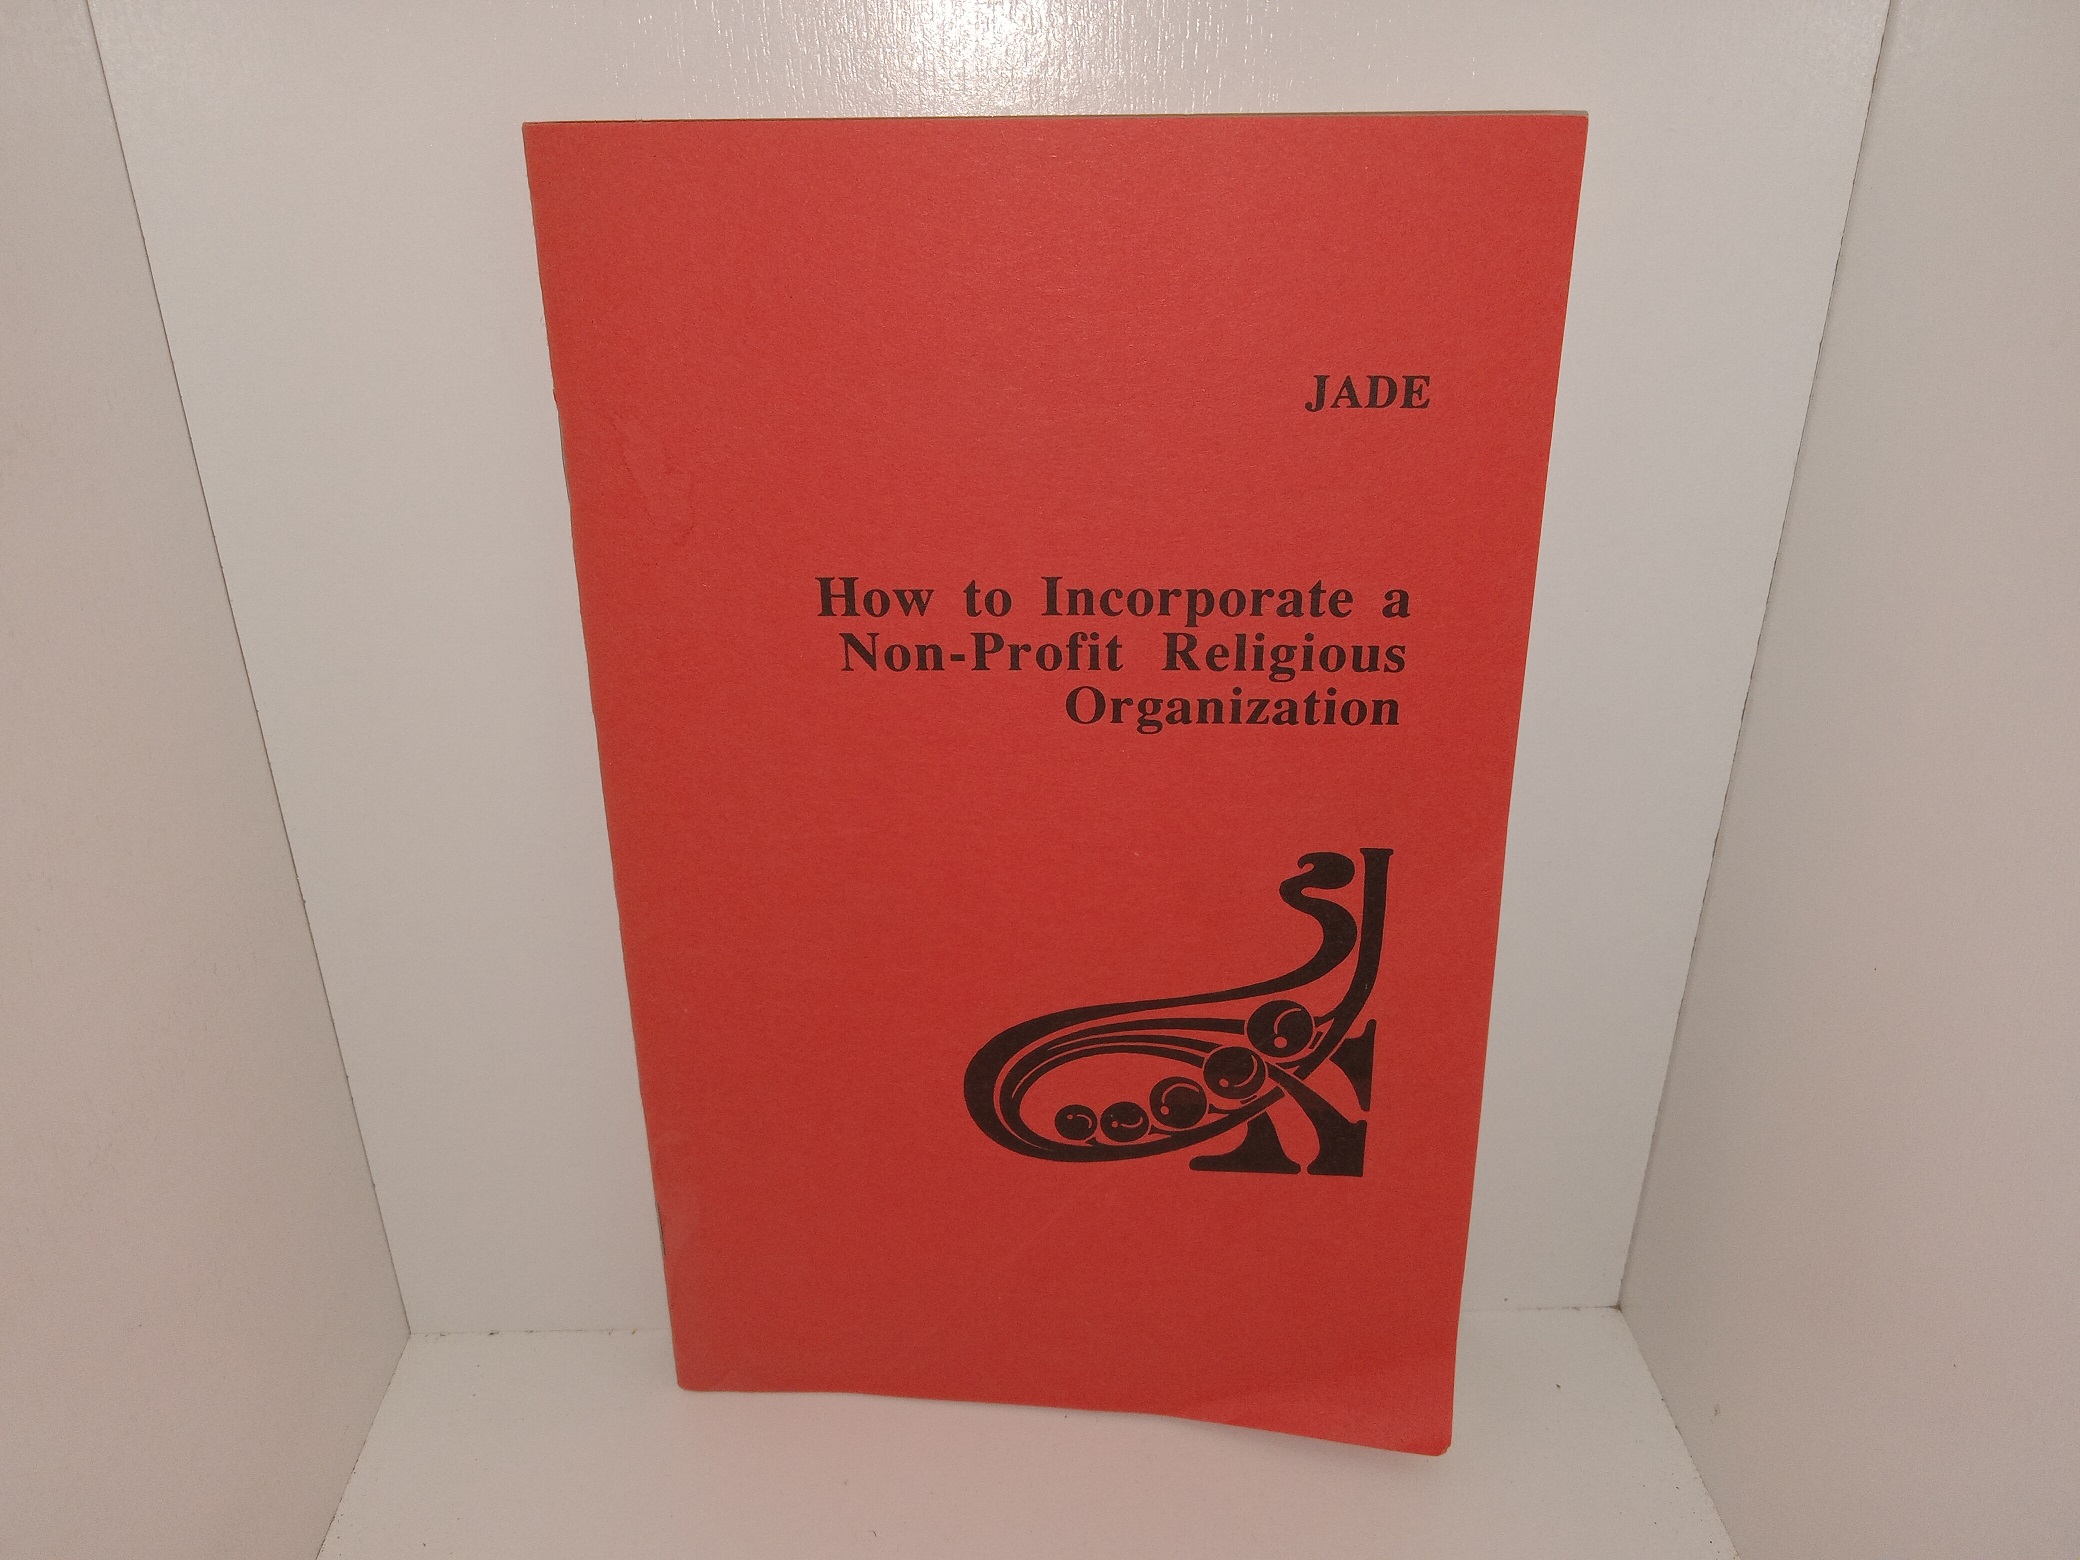 JADE
How to Incorporate a
Non-Profit Religious
Organization